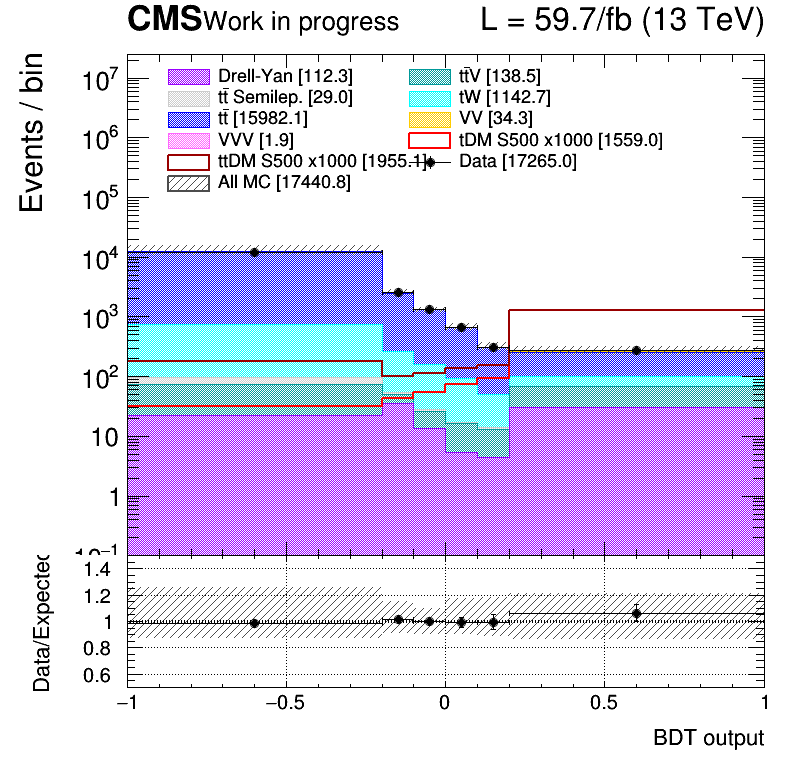 CMS Work in progress L = 59.7/fb (13 TeV)
Events / bin
10⁷
10⁶
10⁵
10⁴
10³
10²
10
1
10⁻¹
Drell-Yan [112.3] tt̄V [138.5]
tt̄ Semilep. [29.0] tW [1142.7]
tt̄ [15982.1] VV [34.3]
VVV [1.9] tDM S500 x1000 [1559.0]
ttDM S500 x1000 [1955.1] Data [17265.0]
All MC [17440.8]
Data/Expected
1.4
1.2
1
0.8
0.6
−1 −0.5 0 0.5 1
BDT output